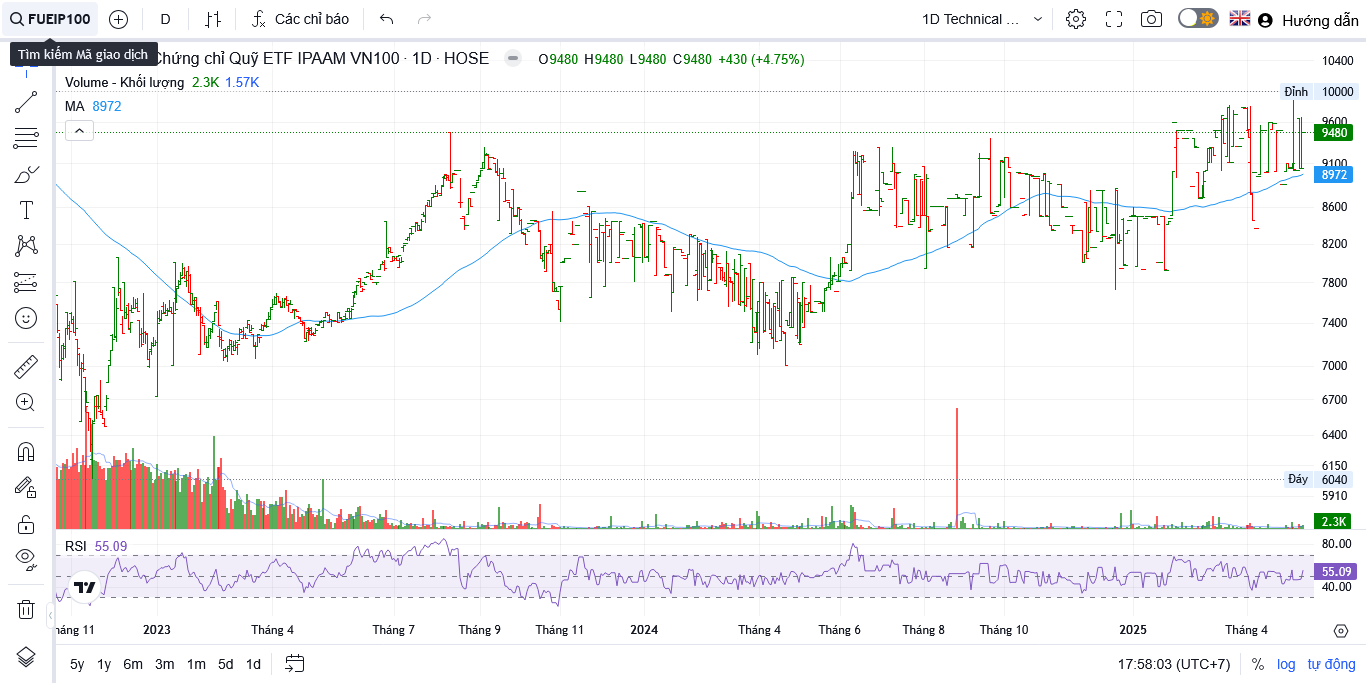 FUEIP100
D
Các chỉ báo
1D Technical ...
Hướng dẫn
Tìm kiếm Mã giao dịch
Chứng chỉ Quỹ ETF IPAAM VN100 · 1D · HOSE
O9480 H9480 L9480 C9480 +430 (+4.75%)
Volume - Khối lượng 2.3K 1.57K
MA 8972
10400
Đỉnh 10000
9600
9480
9100
8972
8600
8200
7800
7400
7000
6700
6400
6150
Đáy 6040
5910
2.3K
RSI 55.09
80.00
55.09
40.00
háng 11 2023 Tháng 4 Tháng 7 Tháng 9 Tháng 11 2024 Tháng 4 Tháng 6 Tháng 8 Tháng 10 2025 Tháng 4
5y 1y 6m 3m 1m 5d 1d
17:58:03 (UTC+7) % log tự động